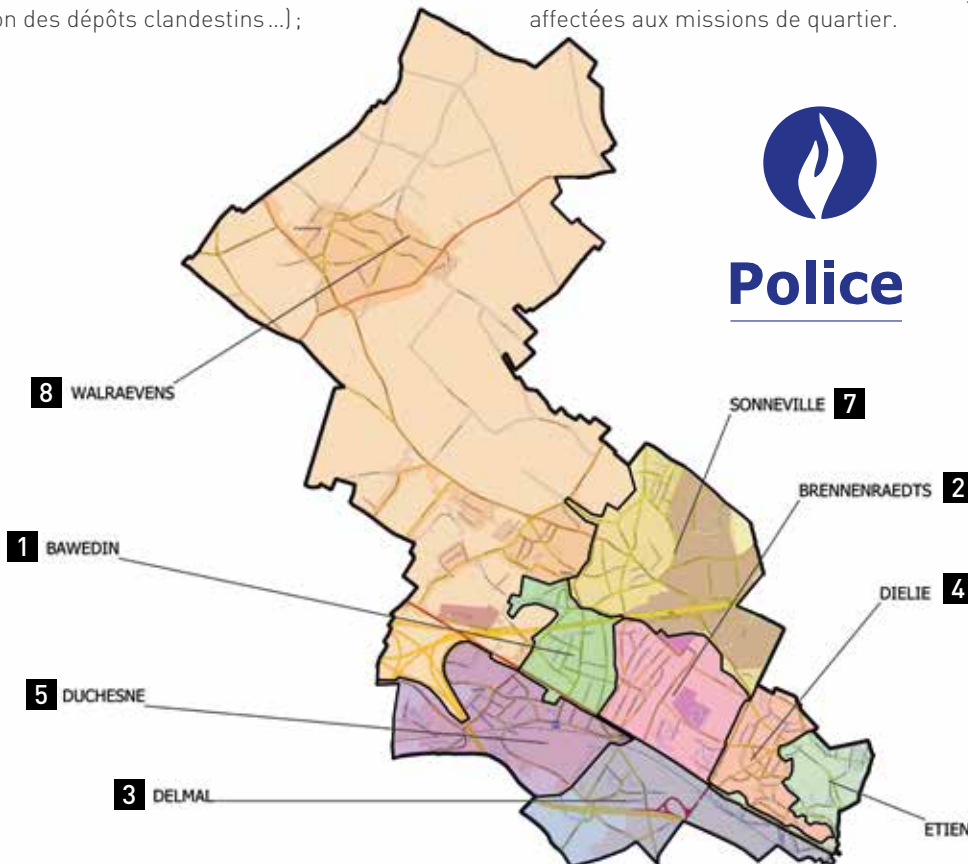 on des dépôts clandestins...) ;
affectées aux missions de quartier.
Police
8 WALRAEVENS
SONNEVILLE 7
BRENNENRAEDTS 2
1 BAWEDIN
DIELIE 4
5 DUCHESNE
3 DELMAL
ETIEN